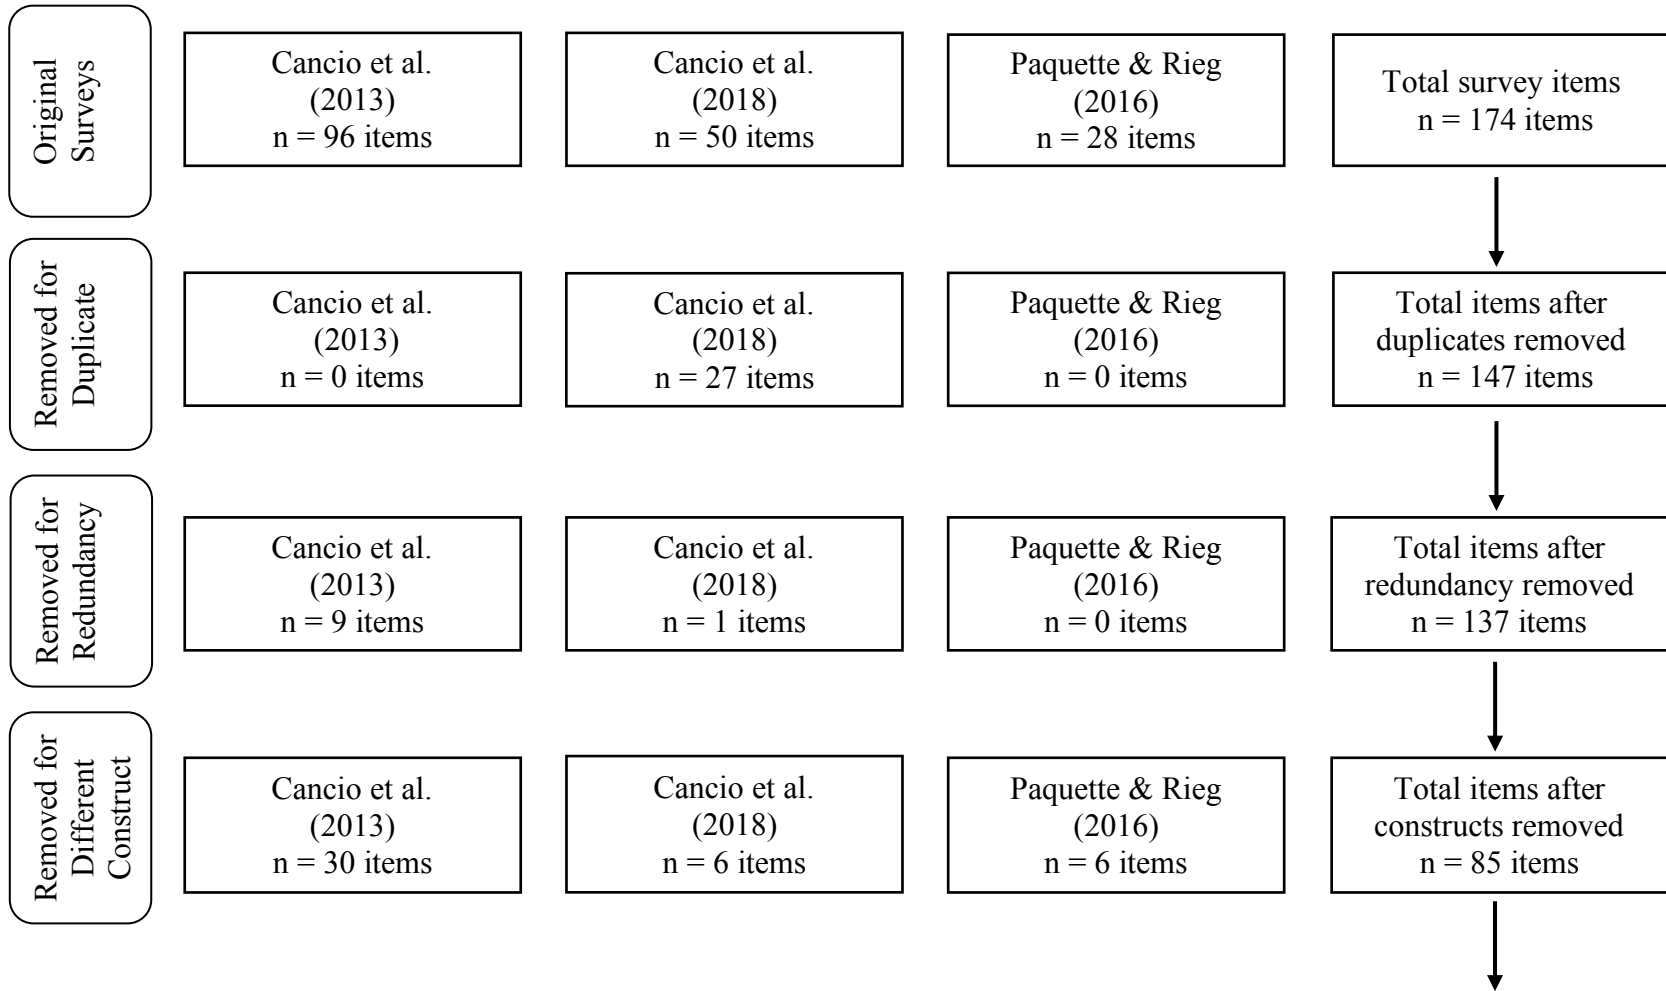 Original
Surveys
Cancio et al.
(2013)
n = 96 items
Cancio et al.
(2018)
n = 50 items
Paquette & Rieg
(2016)
n = 28 items
Total survey items
n = 174 items
Removed for
Duplicate
Cancio et al.
(2013)
n = 0 items
Cancio et al.
(2018)
n = 27 items
Paquette & Rieg
(2016)
n = 0 items
Total items after
duplicates removed
n = 147 items
Removed for
Redundancy
Cancio et al.
(2013)
n = 9 items
Cancio et al.
(2018)
n = 1 items
Paquette & Rieg
(2016)
n = 0 items
Total items after
redundancy removed
n = 137 items
Removed for
Different
Construct
Cancio et al.
(2013)
n = 30 items
Cancio et al.
(2018)
n = 6 items
Paquette & Rieg
(2016)
n = 6 items
Total items after
constructs removed
n = 85 items